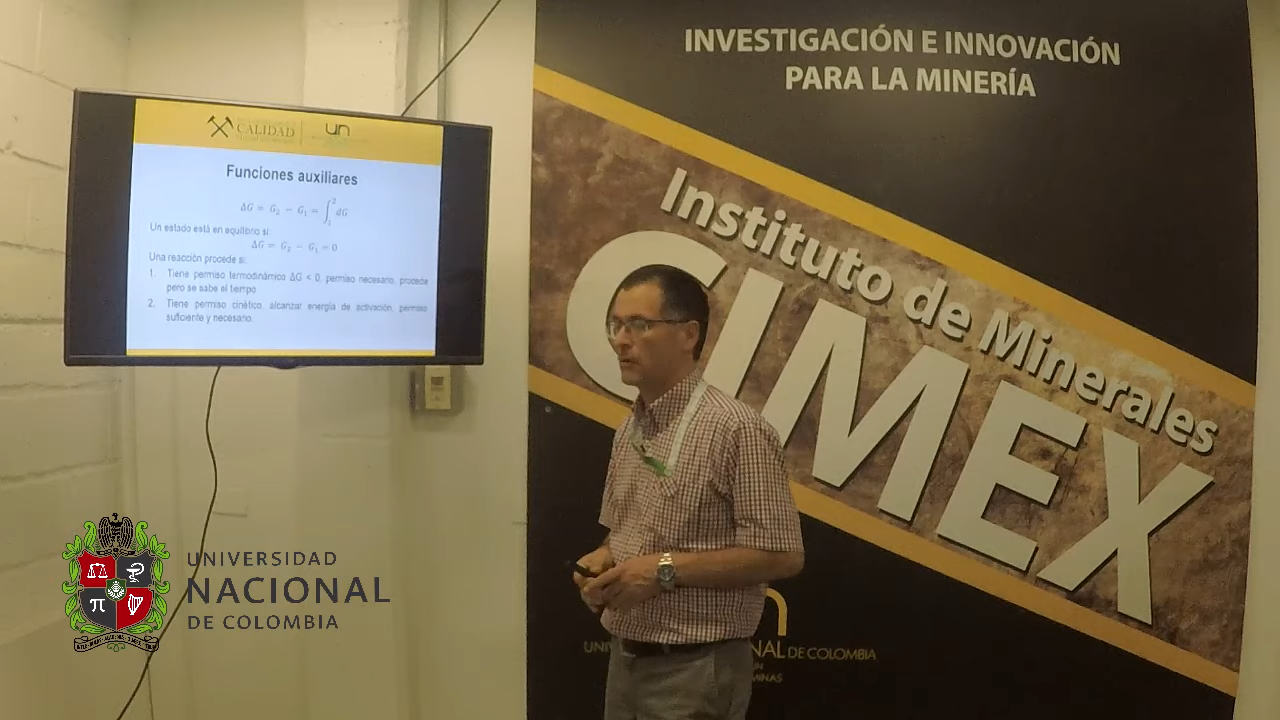 INVESTIGACIÓN E INNOVACIÓN
PARA LA MINERÍA
Instituto de Minerales
CIMEX
CALIDAD
un
Funciones auxiliares
ΔG = G₂ − G₁ = ∫₁² dG
Un estado está en equilibrio si:
ΔG = G₂ − G₁ = 0
Una reacción procede si:
1. Tiene permiso termodinámico ΔG < 0, permiso necesario, procede
pero se sabe el tiempo
2. Tiene permiso cinético, alcanzar energía de activación, permiso
suficiente y necesario.
UNIVERSIDAD
NACIONAL
DE COLOMBIA
DE COLOMBIA
MINAS